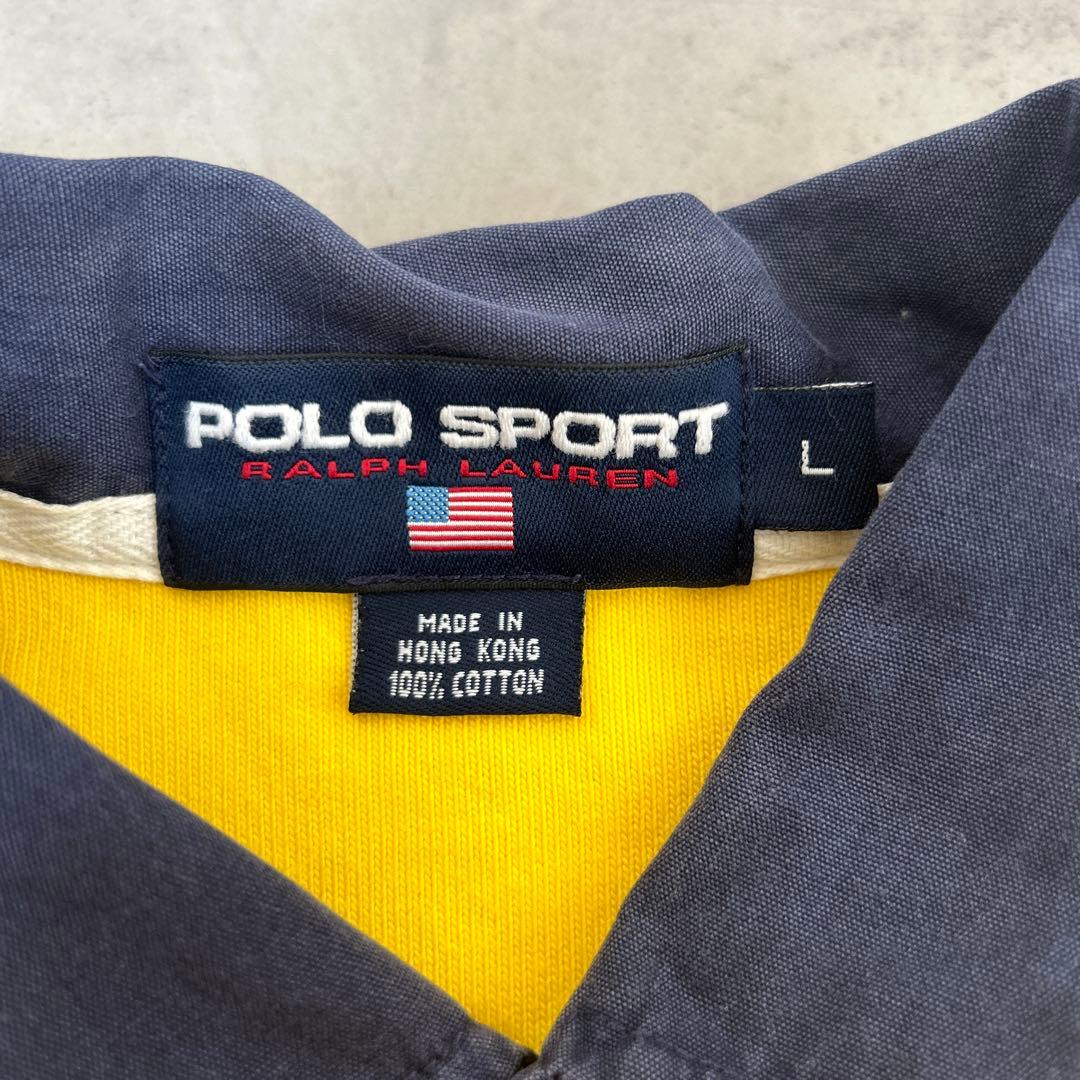 POLO SPORT
RALPH LAUREN
L
MADE IN
HONG KONG
100% COTTON